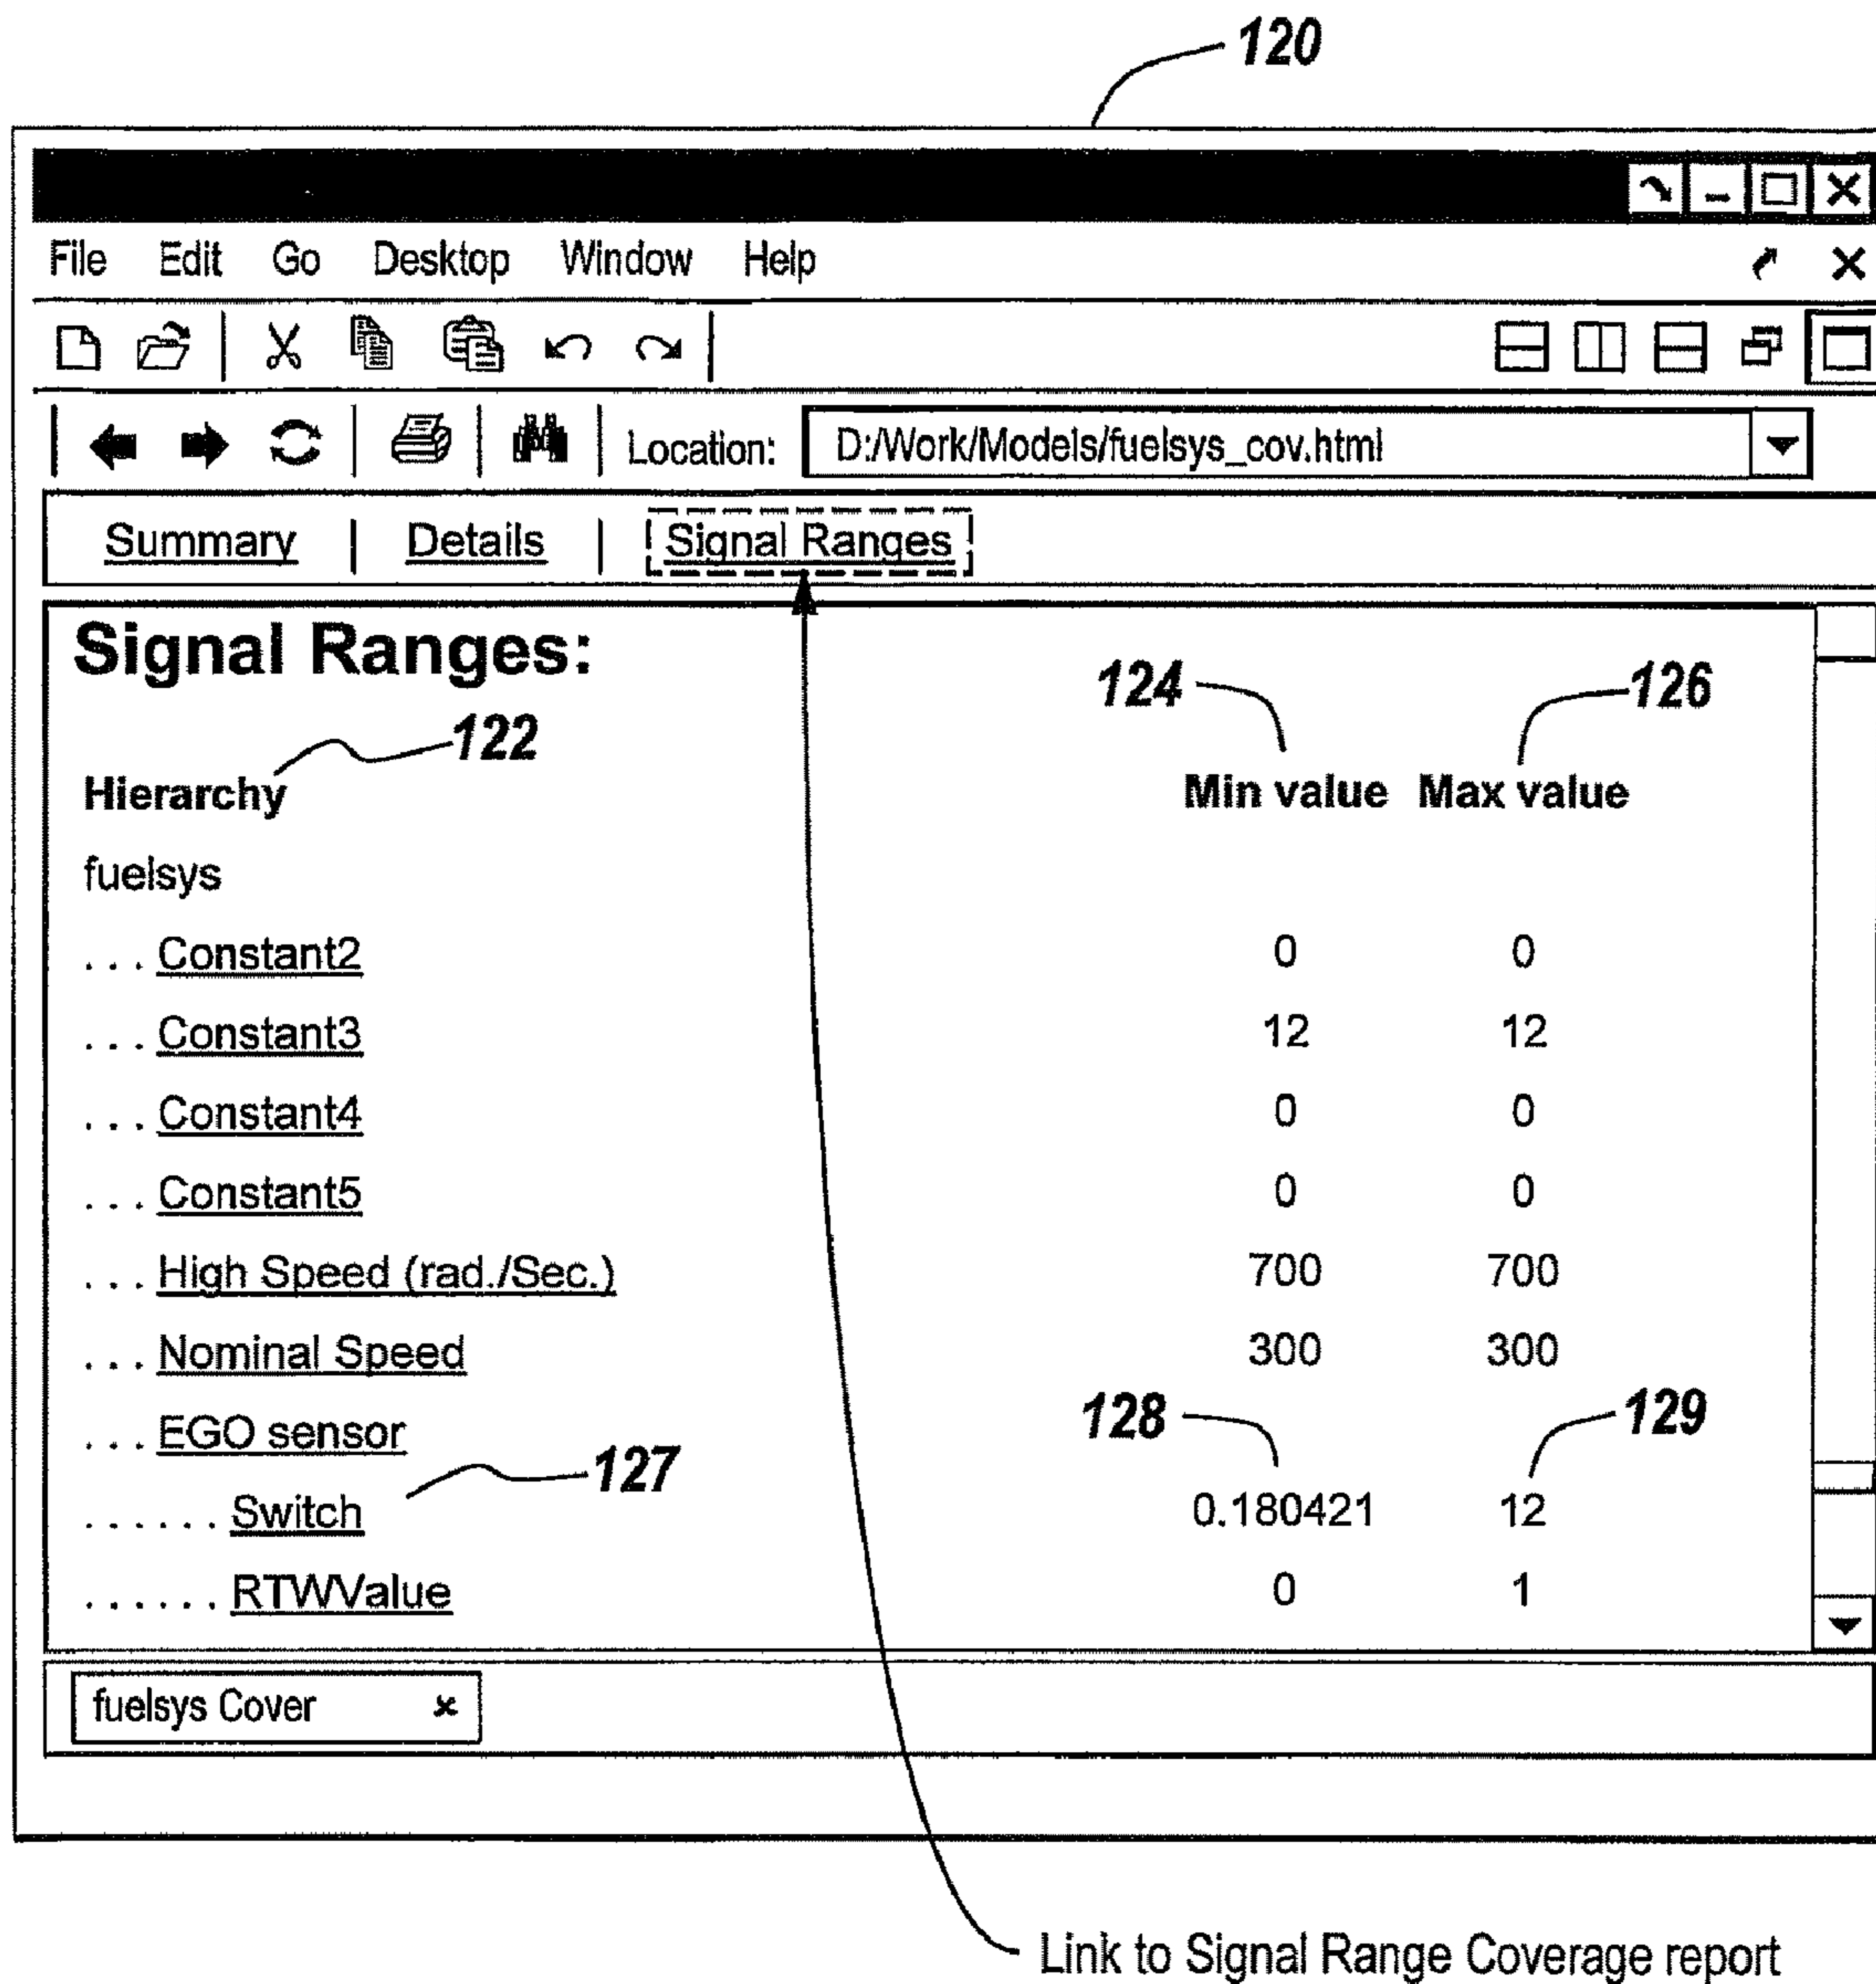 120
File Edit Go Desktop Window Help
Location: D:/Work/Models/fuelsys_cov.html
Summary | Details | Signal Ranges
Signal Ranges:
124 126
122
Hierarchy Min value Max value
fuelsys
. . . Constant2 0 0
. . . Constant3 12 12
. . . Constant4 0 0
. . . Constant5 0 0
. . . High Speed (rad./Sec.) 700 700
. . . Nominal Speed 300 300
128 129
. . . EGO sensor
127
. . . . . . Switch 0.180421 12
. . . . . . RTWValue 0 1
fuelsys Cover x
Link to Signal Range Coverage report